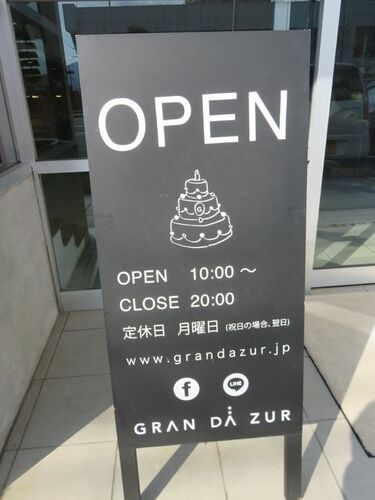 OPEN
G
OPEN 10:00～
CLOSE 20:00
定休日 月曜日 (祝日の場合、翌日)
www.grandazur.jp
f LINE
GRAN DÅ ZUR